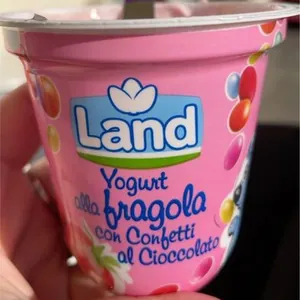 Land
Yogurt
alla fragola
con Confetti
al Cioccolato